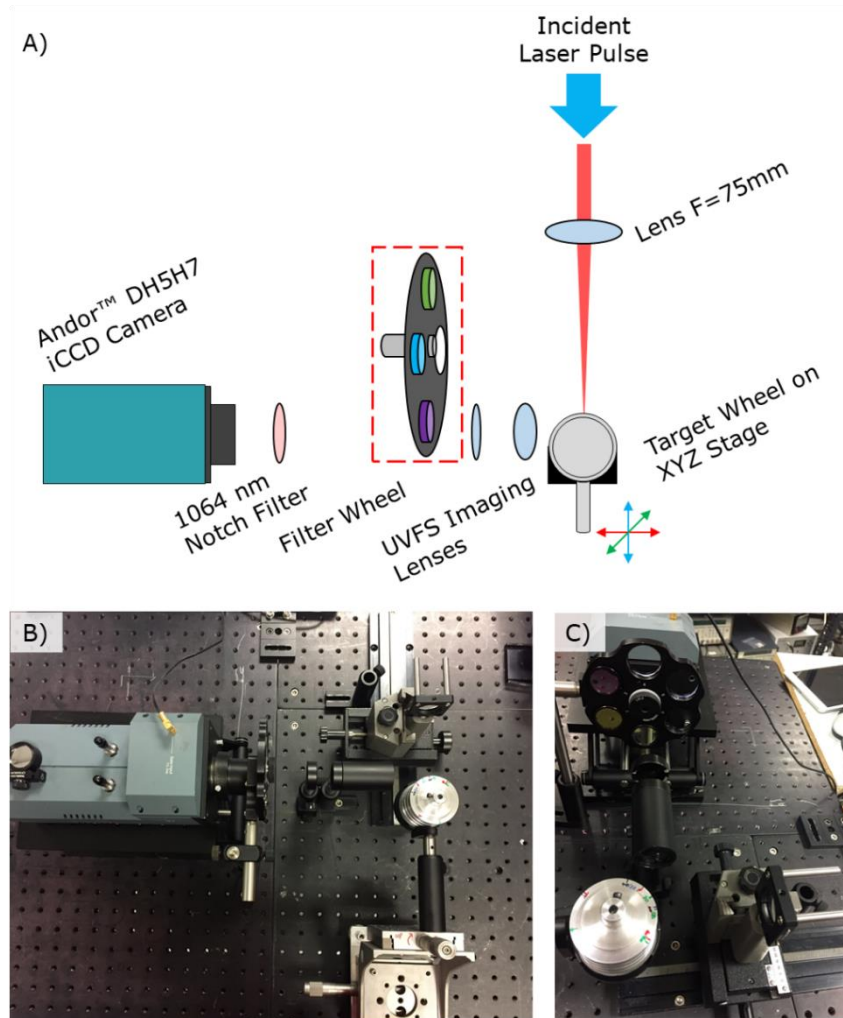 A)
Incident
Laser Pulse
Lens F=75mm
Andor™ DH5H7
iCCD Camera
Target Wheel on
XYZ Stage
1064 nm
Notch Filter
Filter Wheel
UVFS Imaging
Lenses
B)
C)